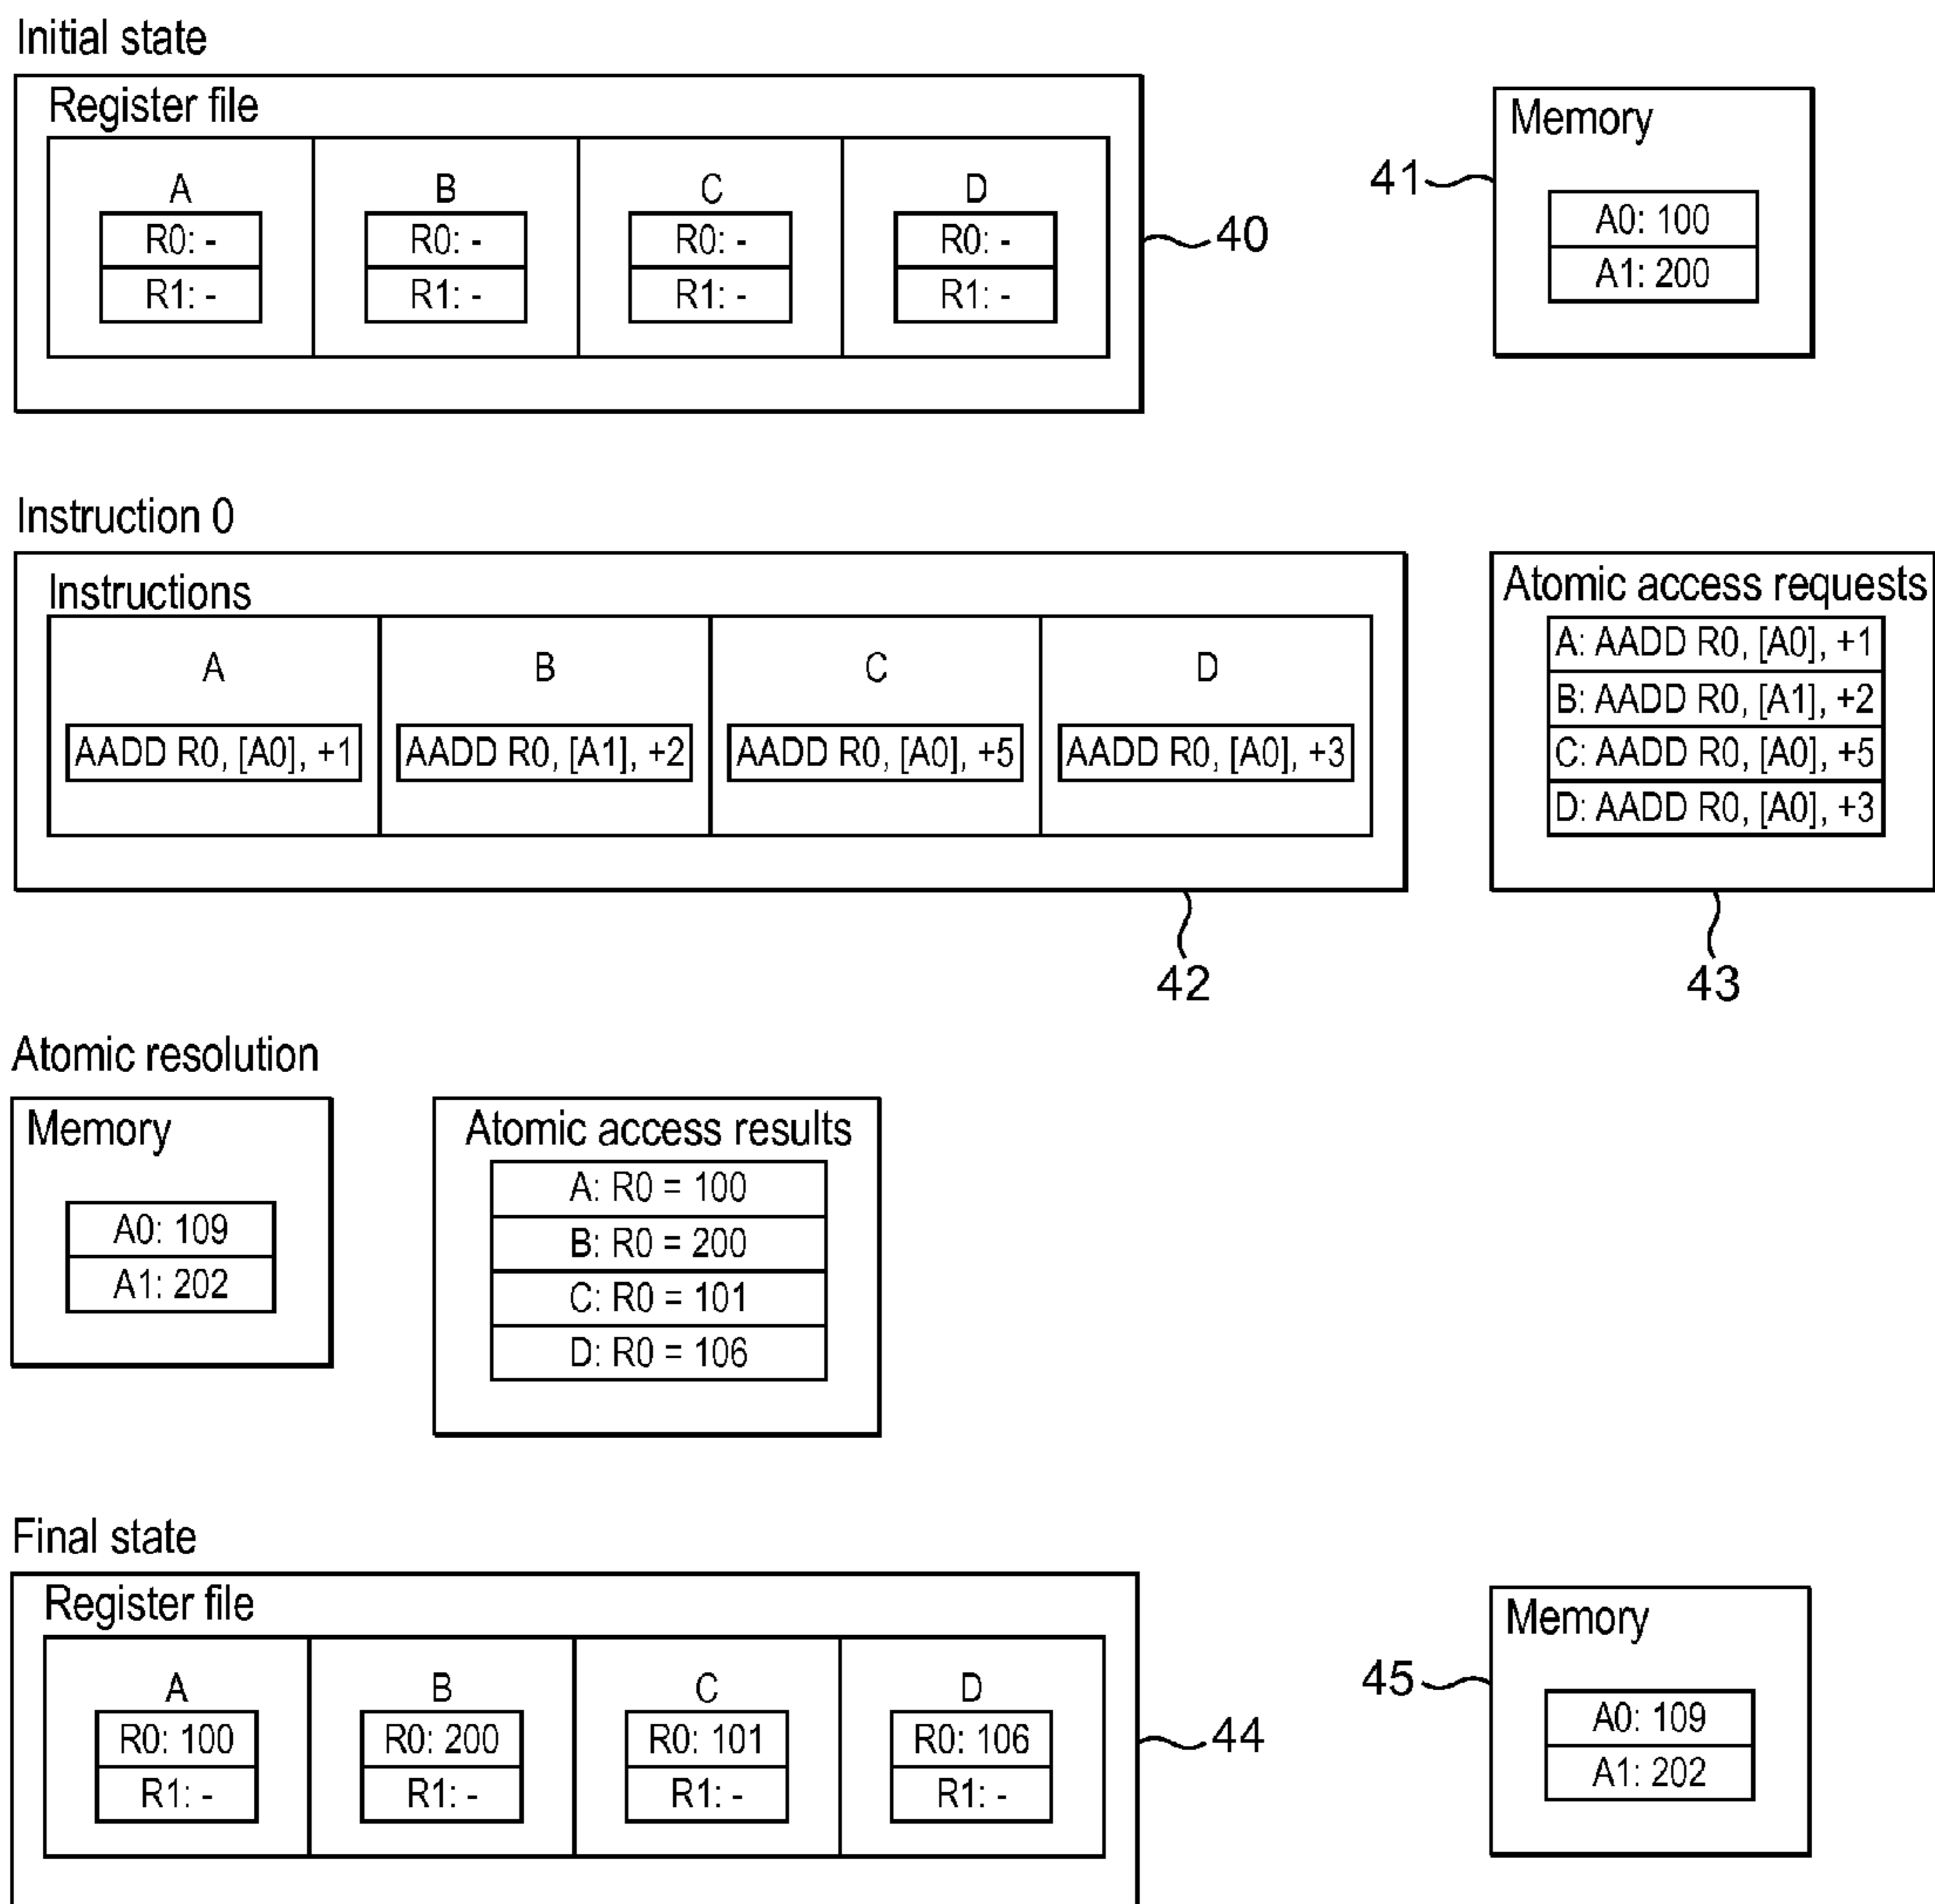 Initial state
Register file
Memory
A B C D
R0: - R0: - R0: - R0: -
R1: - R1: - R1: - R1: -
40
41
A0: 100
A1: 200
Instruction 0
Instructions
A B C D
AADD R0, [A0], +1 AADD R0, [A1], +2 AADD R0, [A0], +5 AADD R0, [A0], +3
42
Atomic access requests
A: AADD R0, [A0], +1
B: AADD R0, [A1], +2
C: AADD R0, [A0], +5
D: AADD R0, [A0], +3
43
Atomic resolution
Memory
A0: 109
A1: 202
Atomic access results
A: R0 = 100
B: R0 = 200
C: R0 = 101
D: R0 = 106
Final state
Register file
A B C D
R0: 100 R0: 200 R0: 101 R0: 106
R1: - R1: - R1: - R1: -
44
Memory
45
A0: 109
A1: 202